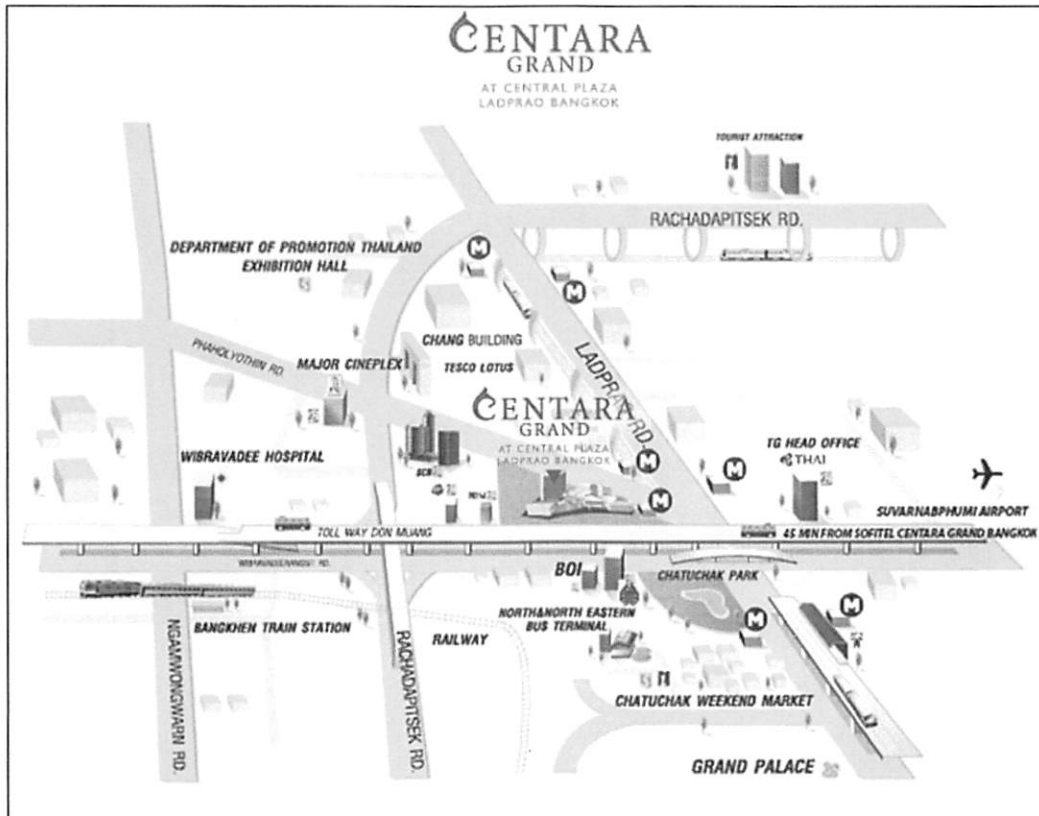 CENTARA
GRAND
AT CENTRAL PLAZA
LADPRAO BANGKOK
TOURIST ATTRACTION
RACHADAPITSEK RD.
DEPARTMENT OF PROMOTION THAILAND
EXHIBITION HALL
M
M
CHANG BUILDING
PHAHOLYOTHIN RD.
MAJOR CINEPLEX
TESCO LOTUS
LADPRAO RD.
CENTARA
GRAND
AT CENTRAL PLAZA
LADPRAO BANGKOK
SCB
WIBRAVADEE HOSPITAL
M
M
M
TG HEAD OFFICE
THAI
SUVARNABPHUMI AIRPORT
TOLL WAY DON MUANG
45 MIN FROM SOFITEL CENTARA GRAND BANGKOK
BOI
CHATUCHAK PARK
NORTH&NORTH EASTERN
BUS TERMINAL
M
M
BANGKHEN TRAIN STATION
RAILWAY
NGAMWONGWARN RD.
RACHADAPITSEK RD.
CHATUCHAK WEEKEND MARKET
GRAND PALACE